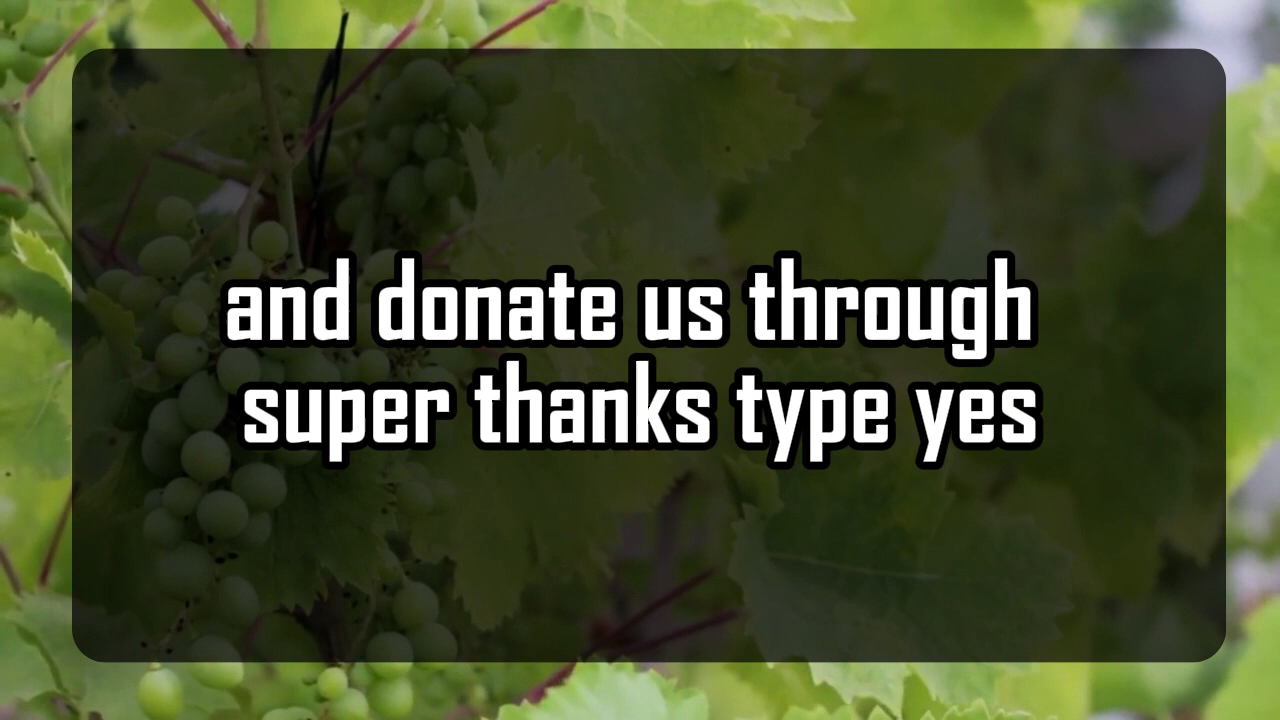 and donate us through
super thanks type yes